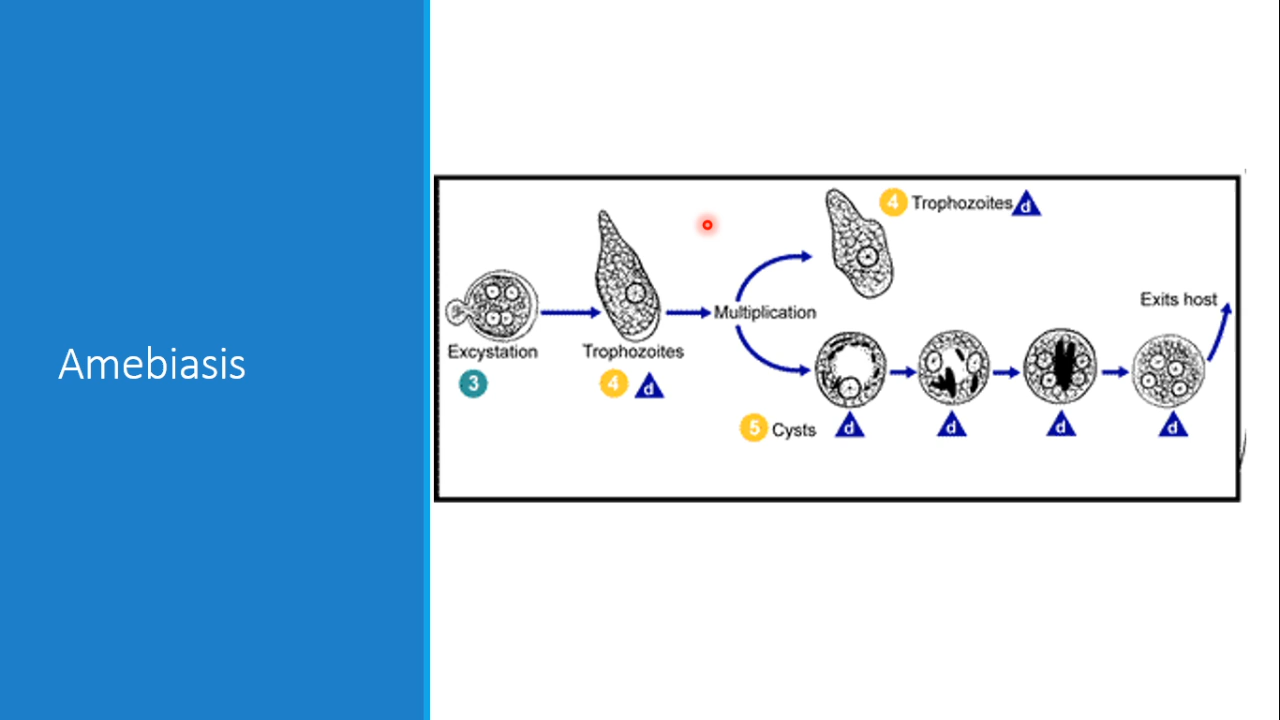 Amebiasis
4 Trophozoites d
Exits host
Multiplication
Excystation
3
Trophozoites
4 d
5 Cysts d d d d